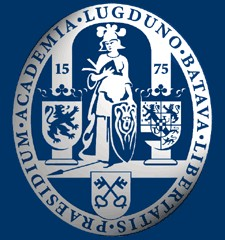 ACADEMIA · LUGDUNO · BATAVA · LIBERTATIS · PRAESIDIUM ·
15 75